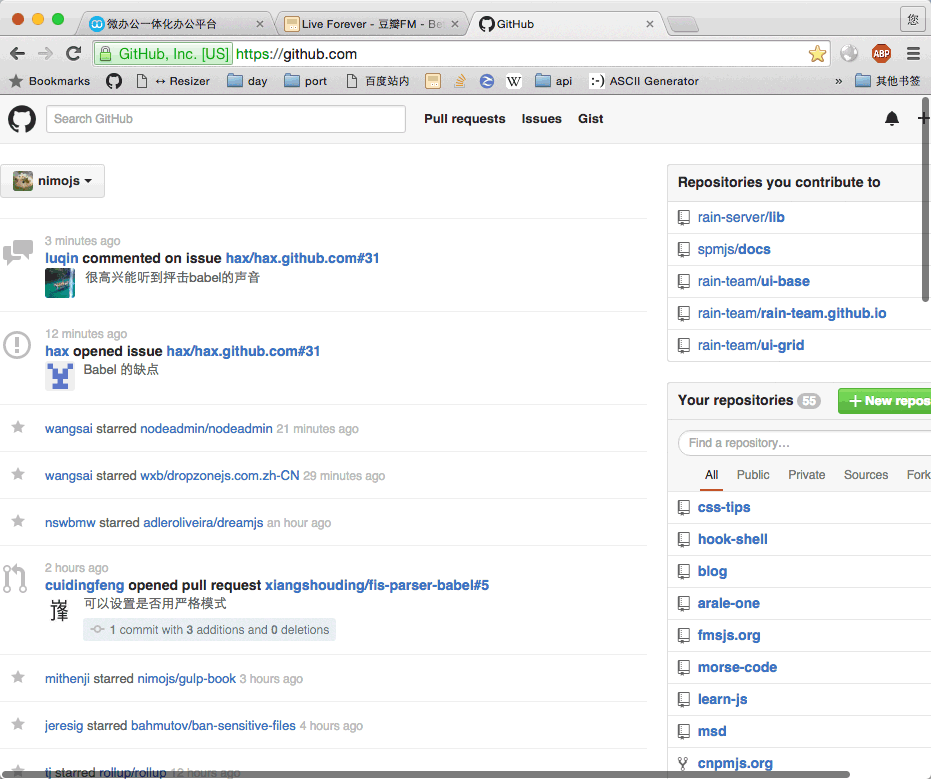 微办公一体化办公平台
Live Forever - 豆瓣FM - Be
GitHub
您
GitHub, Inc. [US] https://github.com
ABP
Bookmarks
↔ Resizer
day
port
百度站内
W
api
:-) ASCII Generator
»
其他书签
Search GitHub
Pull requests
Issues
Gist
nimojs
3 minutes ago
luqin commented on issue hax/hax.github.com#31
很高兴能听到抨击babel的声音
12 minutes ago
hax opened issue hax/hax.github.com#31
Babel 的缺点
wangsai starred nodeadmin/nodeadmin 21 minutes ago
wangsai starred wxb/dropzonejs.com.zh-CN 29 minutes ago
nswbmw starred adleroliveira/dreamjs an hour ago
2 hours ago
cuidingfeng opened pull request xiangshouding/fis-parser-babel#5
可以设置是否用严格模式
1 commit with 3 additions and 0 deletions
mithenji starred nimojs/gulp-book 3 hours ago
jeresig starred bahmutov/ban-sensitive-files 4 hours ago
tj starred rollup/rollup 12 hours ago
Repositories you contribute to
rain-server/lib
spmjs/docs
rain-team/ui-base
rain-team/rain-team.github.io
rain-team/ui-grid
Your repositories 55
New repos
Find a repository…
All
Public
Private
Sources
Fork
css-tips
hook-shell
blog
arale-one
fmsjs.org
morse-code
learn-js
msd
cnpmjs.org